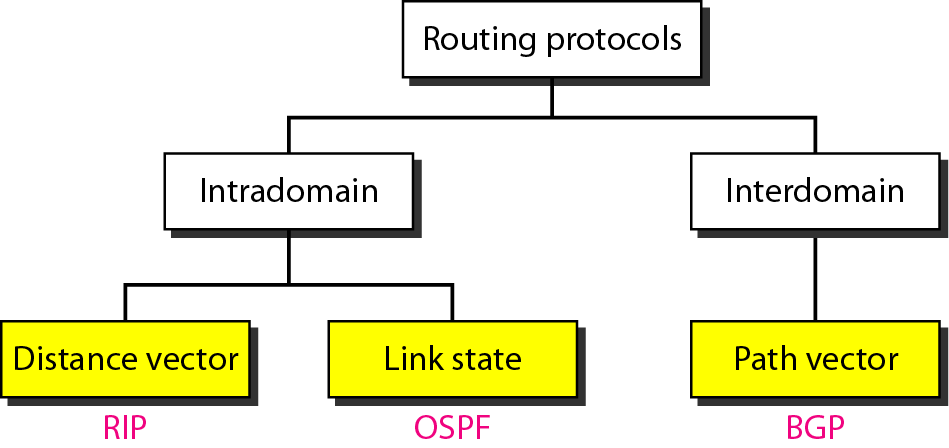 Routing protocols
Intradomain
Interdomain
Distance vector
Link state
Path vector
RIP
OSPF
BGP